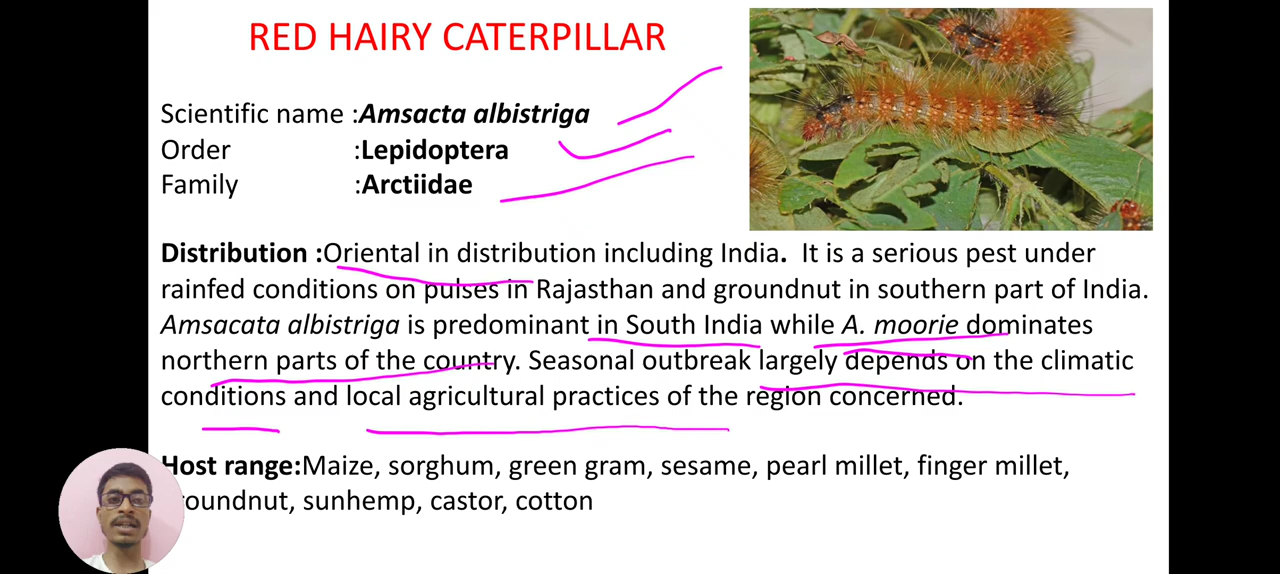 RED HAIRY CATERPILLAR
Scientific name :Amsacta albistriga
Order :Lepidoptera
Family :Arctiidae
Distribution :Oriental in distribution including India. It is a serious pest under
rainfed conditions on pulses in Rajasthan and groundnut in southern part of India.
Amsacata albistriga is predominant in South India while A. moorie dominates
northern parts of the country. Seasonal outbreak largely depends on the climatic
conditions and local agricultural practices of the region concerned.
Host range:Maize, sorghum, green gram, sesame, pearl millet, finger millet,
roundnut, sunhemp, castor, cotton